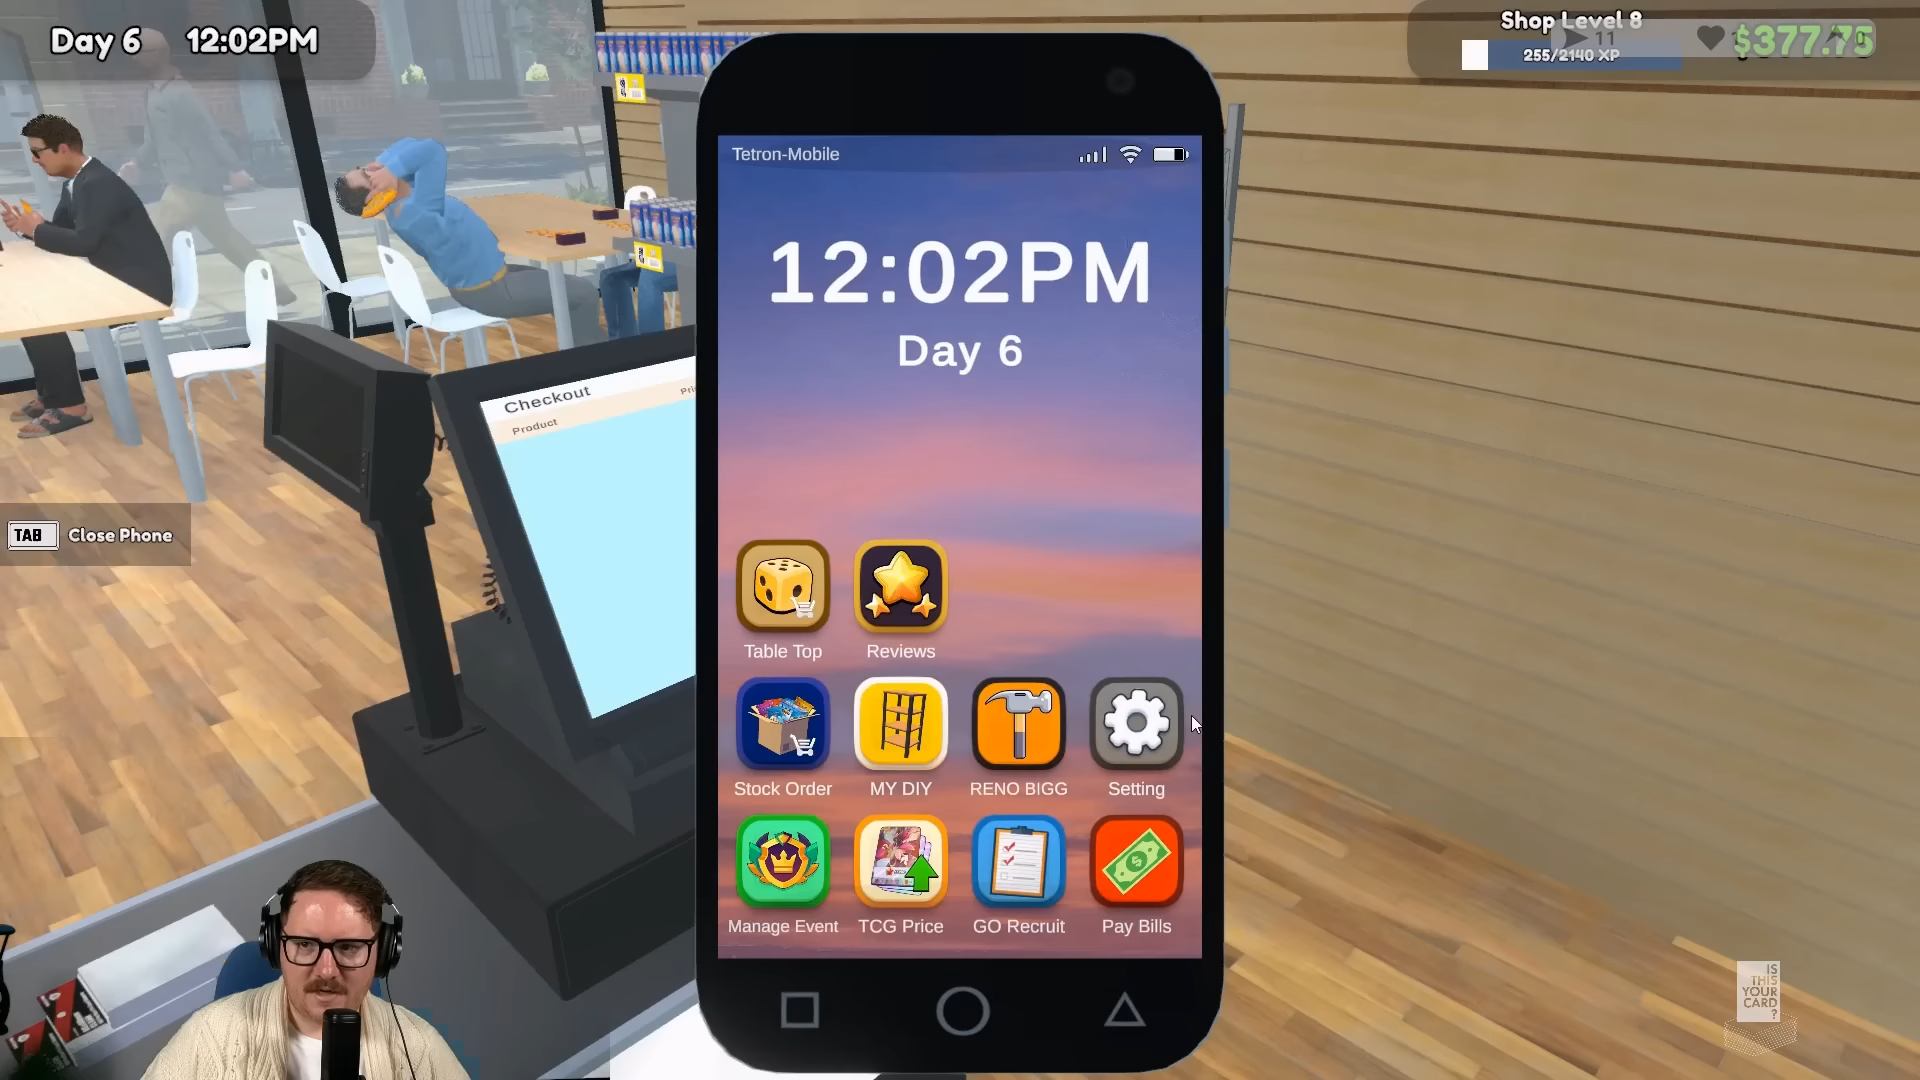 Day 6 12:02PM
Shop Level 8
255/2140 XP
11
$377.75
Tetron-Mobile
12:02PM
Day 6
Checkout
Product
TAB Close Phone
Table Top
Reviews
Stock Order
MY DIY
RENO BIGG
Setting
Manage Event
TCG Price
GO Recruit
Pay Bills
IS
THIS
YOUR
CARD
?